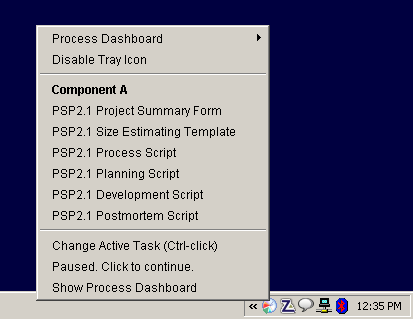 Process Dashboard
Disable Tray Icon
Component A
PSP2.1 Project Summary Form
PSP2.1 Size Estimating Template
PSP2.1 Process Script
PSP2.1 Planning Script
PSP2.1 Development Script
PSP2.1 Postmortem Script
Change Active Task (Ctrl-click)
Paused. Click to continue.
Show Process Dashboard
« Z 12:35 PM